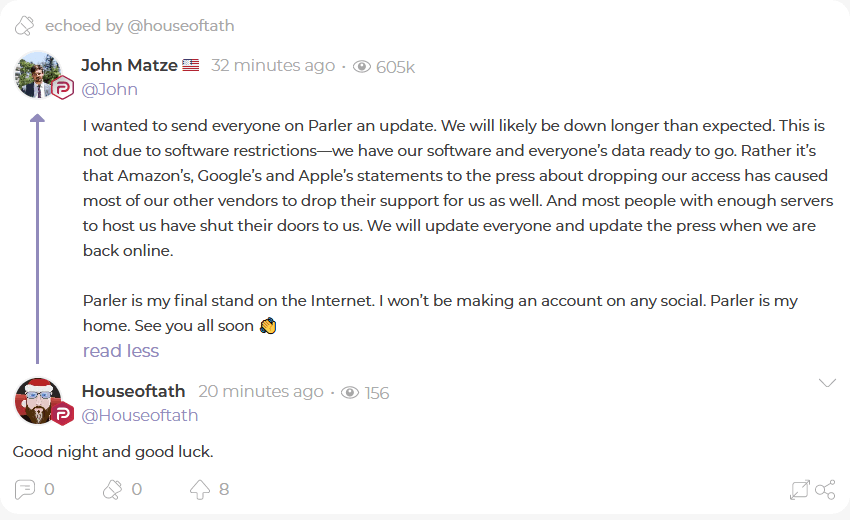 echoed by @houseoftath
John Matze 32 minutes ago · 605k
@John
I wanted to send everyone on Parler an update. We will likely be down longer than expected. This is
not due to software restrictions—we have our software and everyone’s data ready to go. Rather it’s
that Amazon’s, Google’s and Apple’s statements to the press about dropping our access has caused
most of our other vendors to drop their support for us as well. And most people with enough servers
to host us have shut their doors to us. We will update everyone and update the press when we are
back online.
Parler is my final stand on the Internet. I won’t be making an account on any social. Parler is my
home. See you all soon 👏
read less
Houseoftath 20 minutes ago · 156
@Houseoftath
Good night and good luck.
0 0 8